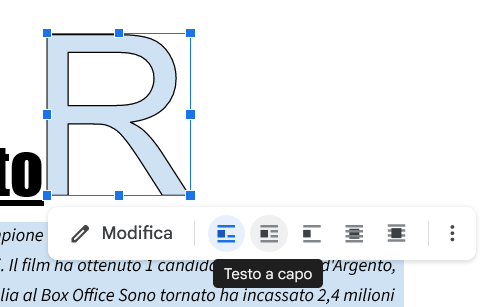 R
to
Modifica
mpione
. Il film ha ottenuto 1 d'Argento,
Testo a capo
lia al Box Office Sono tornato ha incassato 2,4 milioni